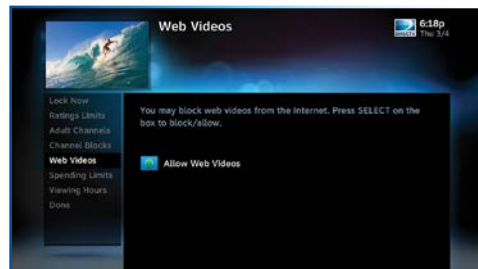 Web Videos
DIRECTV
6:18p
Thu 3/4
Lock Now
Ratings Limits
Adult Channels
Channel Blocks
Web Videos
Spending Limits
Viewing Hours
Done
You may block web videos from the Internet. Press SELECT on the
box to block/allow.
Allow Web Videos